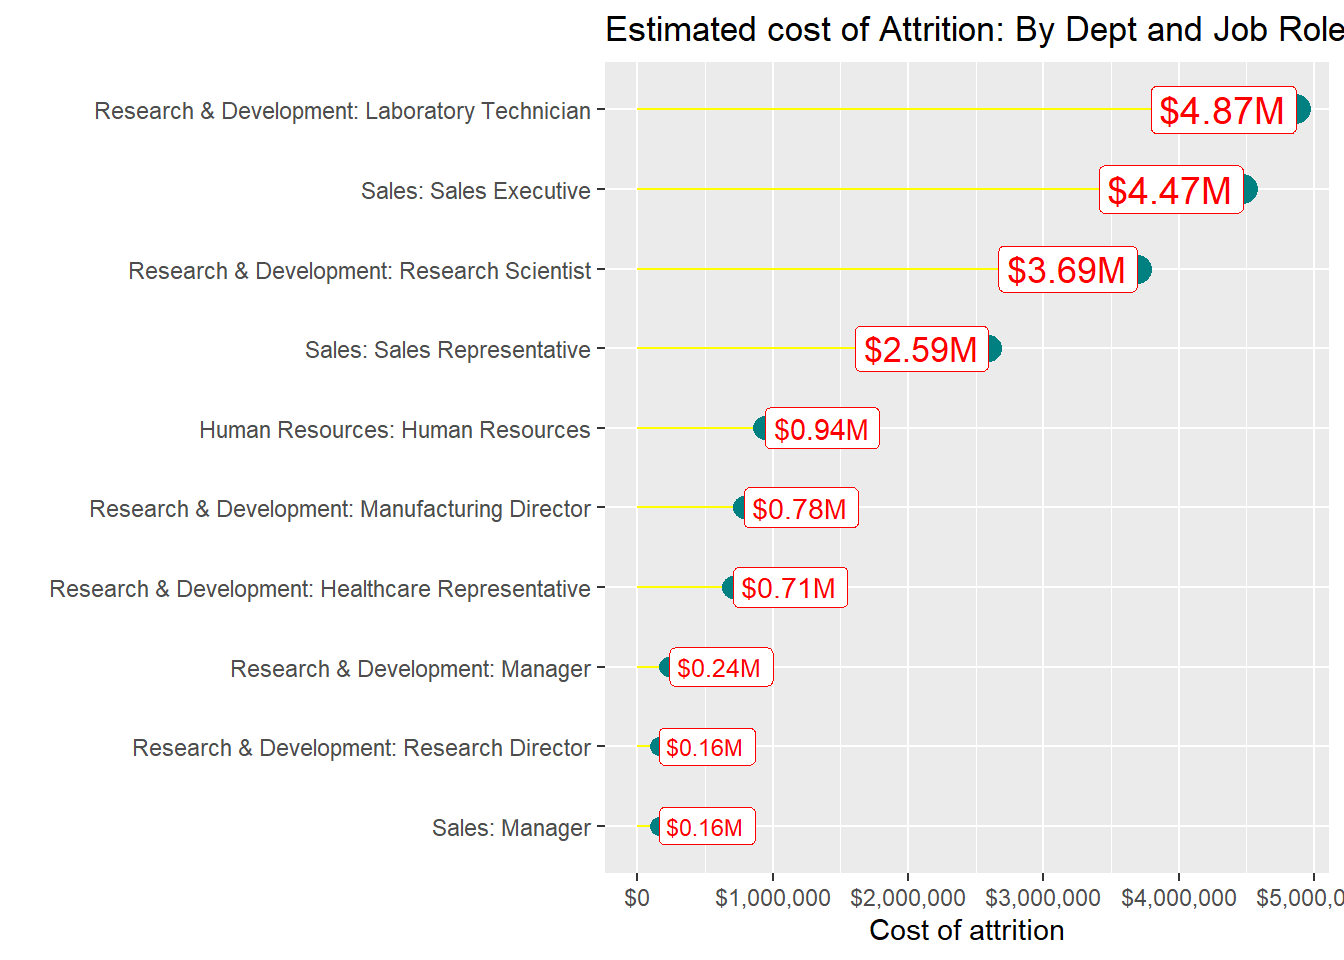 Estimated cost of Attrition: By Dept and Job Role
Research & Development: Laboratory Technician
$4.87M
Sales: Sales Executive
$4.47M
Research & Development: Research Scientist
$3.69M
Sales: Sales Representative
$2.59M
Human Resources: Human Resources
$0.94M
Research & Development: Manufacturing Director
$0.78M
Research & Development: Healthcare Representative
$0.71M
Research & Development: Manager
$0.24M
Research & Development: Research Director
$0.16M
Sales: Manager
$0.16M
$0 $1,000,000 $2,000,000 $3,000,000 $4,000,000 $5,000,0
Cost of attrition